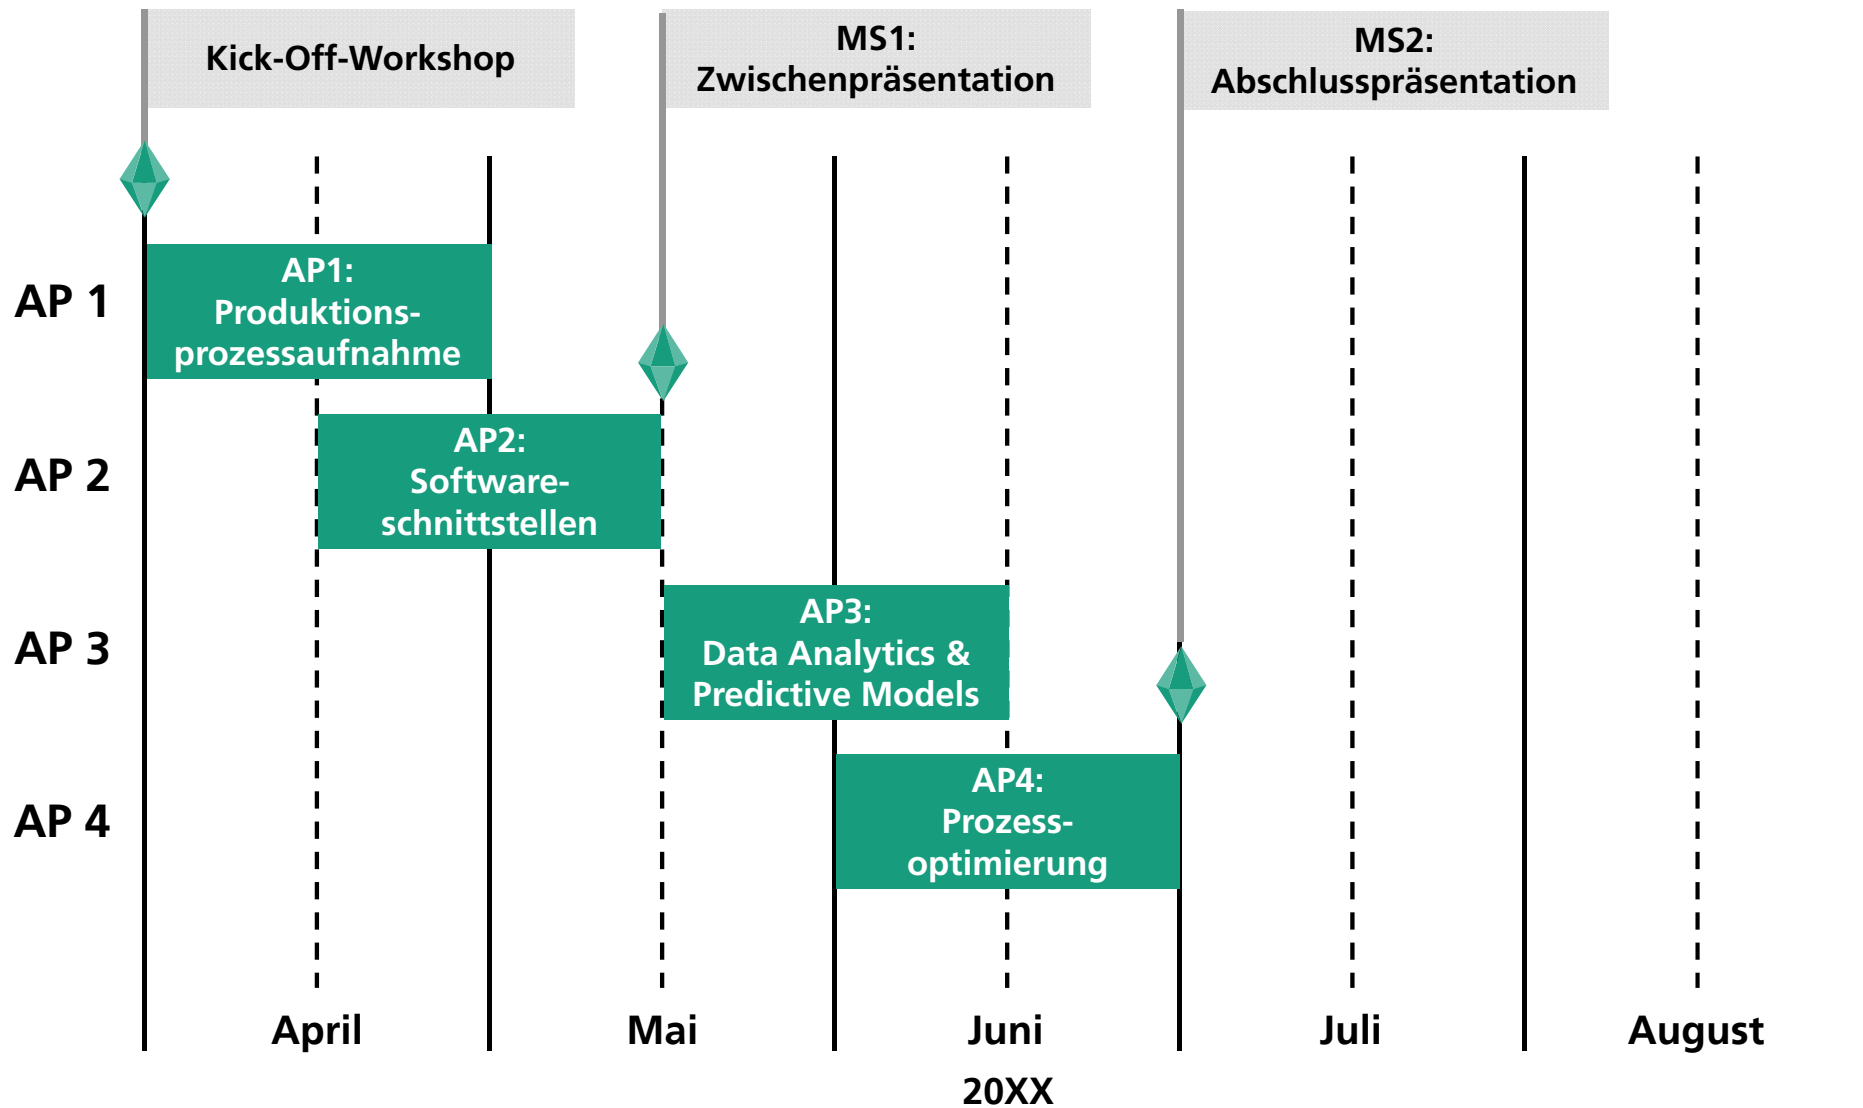 Kick-Off-Workshop
MS1:
Zwischenpräsentation
MS2:
Abschlusspräsentation
AP 1
AP1:
Produktions-
prozessaufnahme
AP 2
AP2:
Software-
schnittstellen
AP 3
AP3:
Data Analytics &
Predictive Models
AP 4
AP4:
Prozess-
optimierung
April
Mai
Juni
Juli
August
20XX